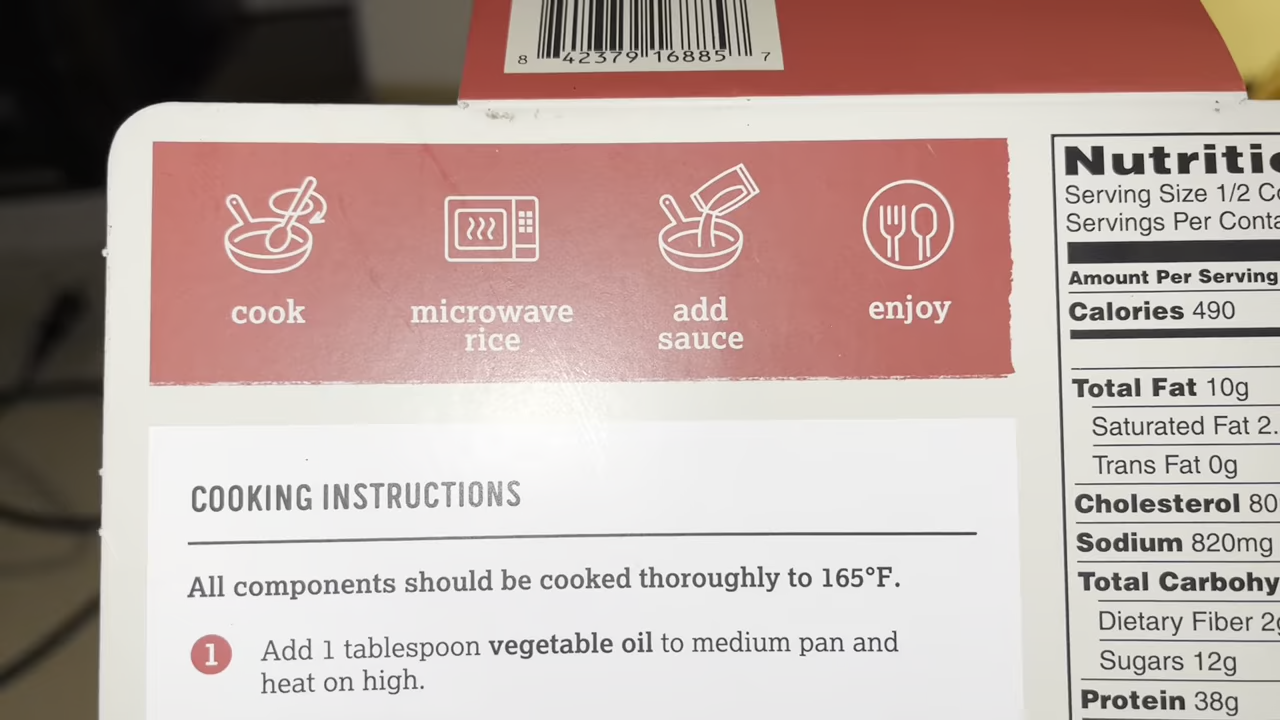 8 42379 16885 7
cook
microwave
rice
add
sauce
enjoy
COOKING INSTRUCTIONS
All components should be cooked thoroughly to 165°F.
1 Add 1 tablespoon vegetable oil to medium pan and
heat on high.
Nutritio
Serving Size 1/2 Co
Servings Per Conta
Amount Per Serving
Calories 490
Total Fat 10g
Saturated Fat 2.
Trans Fat 0g
Cholesterol 80
Sodium 820mg
Total Carbohy
Dietary Fiber 2g
Sugars 12g
Protein 38g